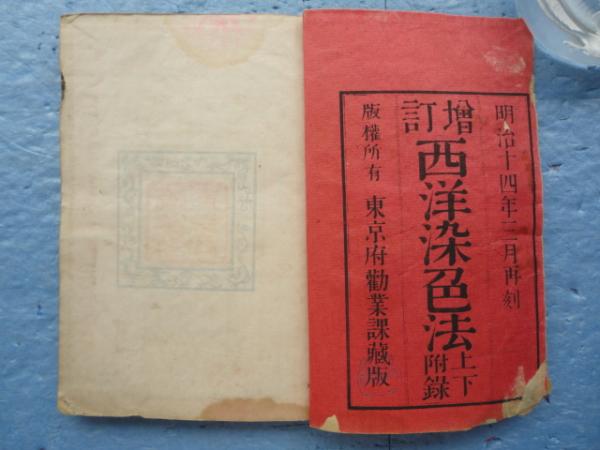 明治十四年二月再刻
增訂
西洋染色法
上下
附錄
版權所有
東京府勸業課藏版